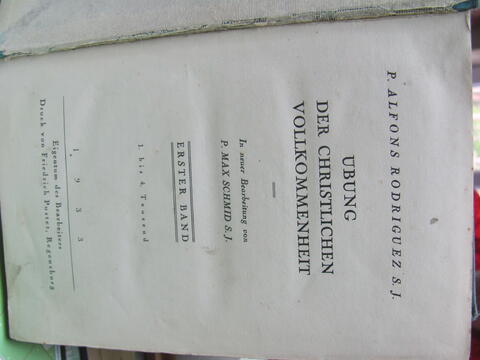 P. ALFONS RODRIGUEZ S. J.
ÜBUNG
DER CHRISTLICHEN
VOLLKOMMENHEIT
In neuer Bearbeitung von
P. MAX SCHMID S. J.
ERSTER BAND
1. bis 4. Tausend
1 9 3 3
Eigentum des Bearbeiters
Druck von Friedrich Pustet, Regensburg